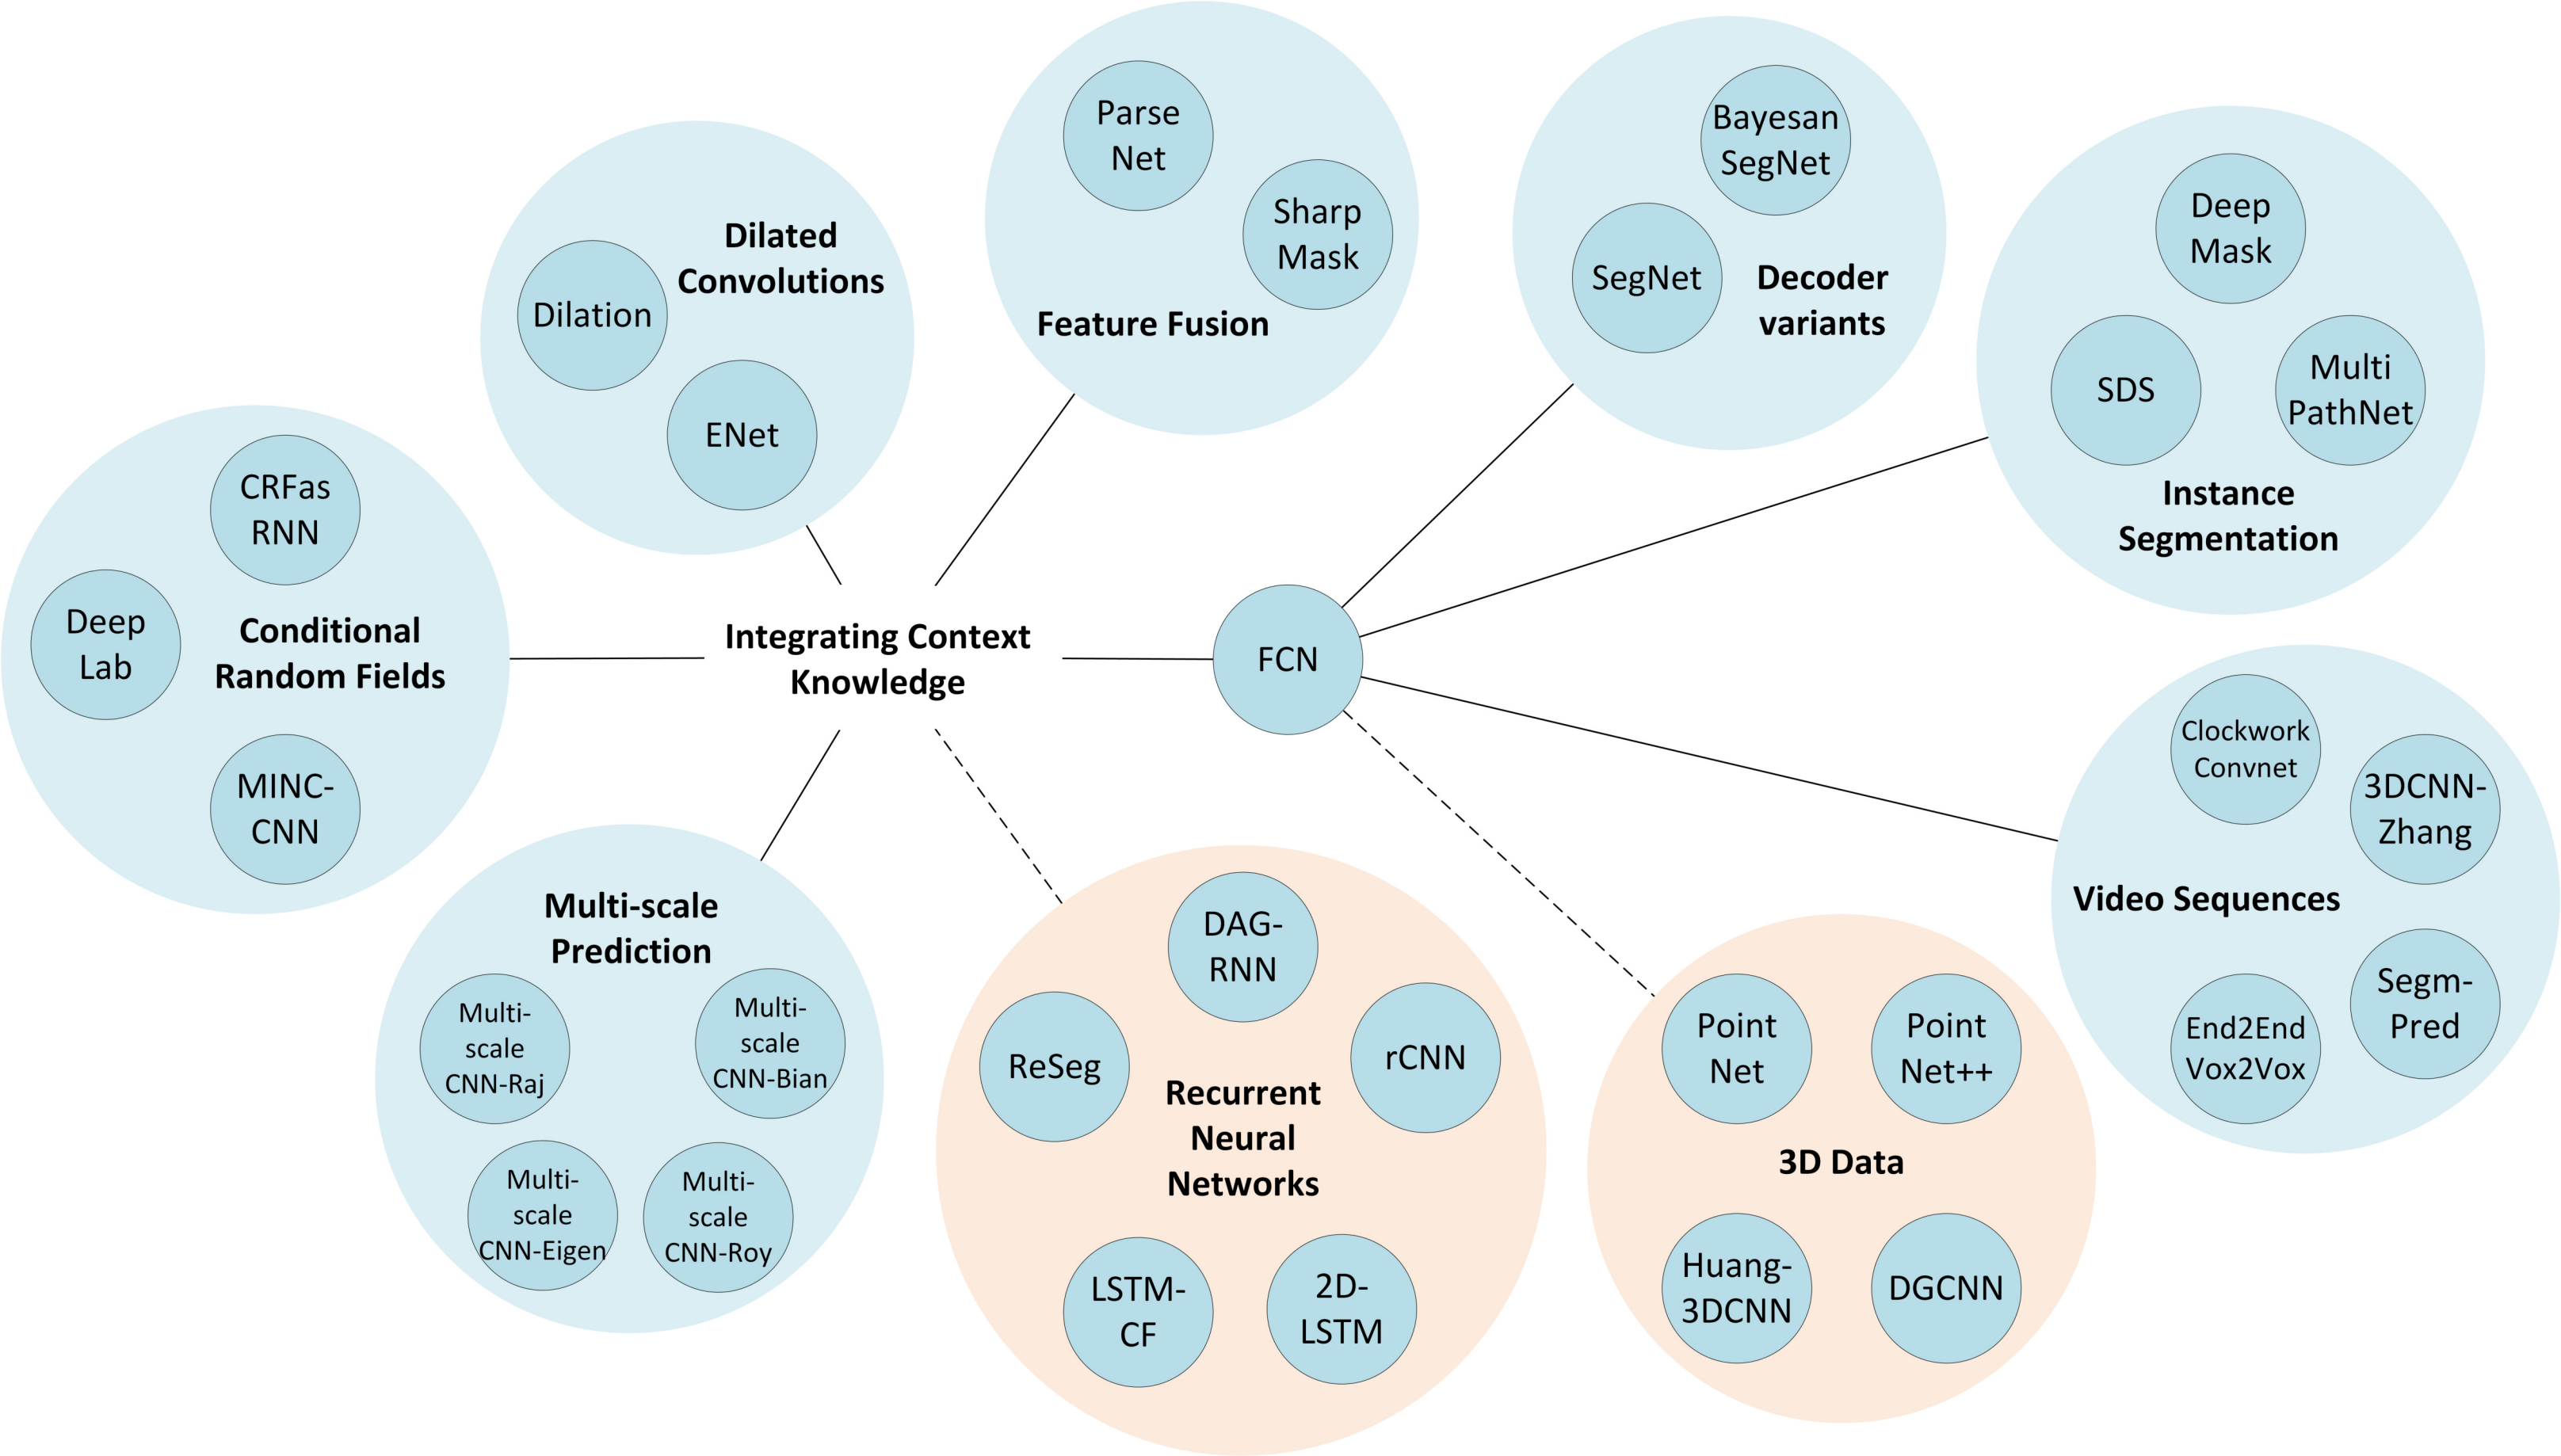 Parse
Net
Sharp
Mask
Feature Fusion
Bayesan
SegNet
SegNet
Decoder
variants
Deep
Mask
SDS
Multi
PathNet
Instance
Segmentation
Dilated
Convolutions
Dilation
ENet
CRFas
RNN
Deep
Lab
Conditional
Random Fields
MINC-
CNN
Integrating Context
Knowledge
FCN
Clockwork
Convnet
3DCNN-
Zhang
Video Sequences
Segm-
Pred
End2End
Vox2Vox
Multi-scale
Prediction
Multi-
scale
CNN-Raj
Multi-
scale
CNN-Bian
Multi-
scale
CNN-Eigen
Multi-
scale
CNN-Roy
DAG-
RNN
ReSeg
rCNN
Recurrent
Neural
Networks
LSTM-
CF
2D-
LSTM
Point
Net
Point
Net++
3D Data
Huang-
3DCNN
DGCNN